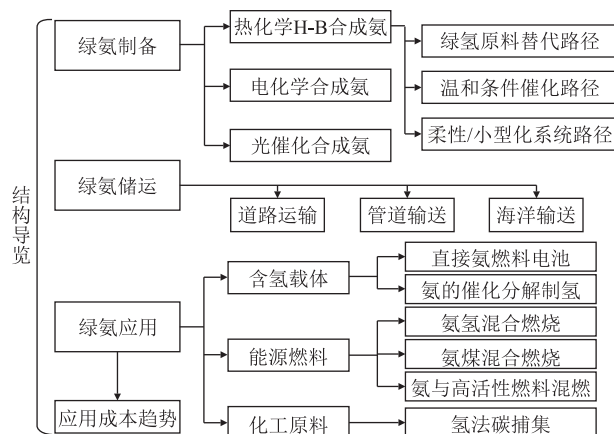 结构导览
绿氨制备
热化学H-B合成氨
绿氢原料替代路径
温和条件催化路径
柔性/小型化系统路径
电化学合成氨
光催化合成氨
绿氨储运
道路运输
管道输送
海洋输送
绿氨应用
含氢载体
直接氨燃料电池
氨的催化分解制氢
能源燃料
氨氢混合燃烧
氨煤混合燃烧
氨与高活性燃料混燃
化工原料
氢法碳捕集
应用成本趋势